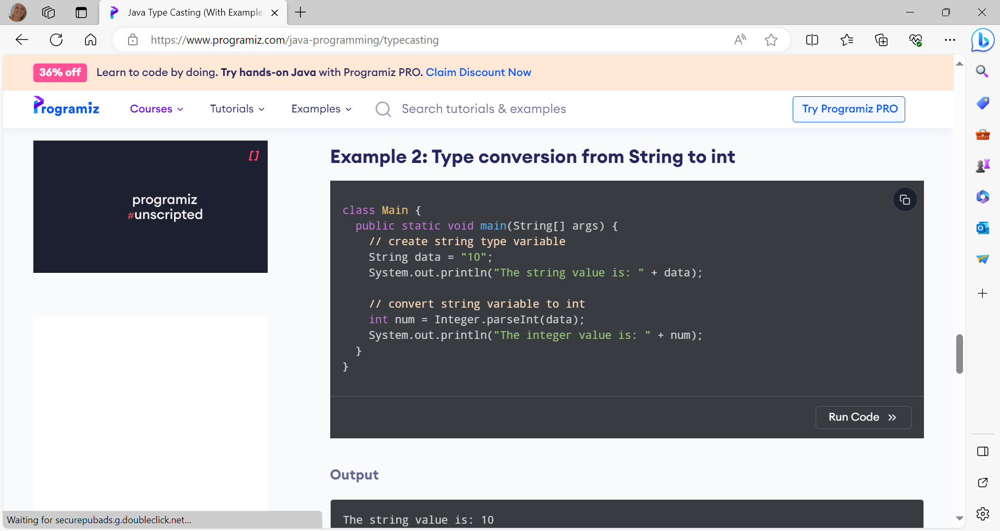 Java Type Casting (With Example
https://www.programiz.com/java-programming/typecasting
36% off Learn to code by doing. Try hands-on Java with Programiz PRO. Claim Discount Now
Programiz Courses Tutorials Examples Search tutorials & examples Try Programiz PRO
programiz
#unscripted
Example 2: Type conversion from String to int
class Main {
  public static void main(String[] args) {
    // create string type variable
    String data = "10";
    System.out.println("The string value is: " + data);
    // convert string variable to int
    int num = Integer.parseInt(data);
    System.out.println("The integer value is: " + num);
  }
}
Run Code
Output
The string value is: 10
Waiting for securepubads.g.doubleclick.net...